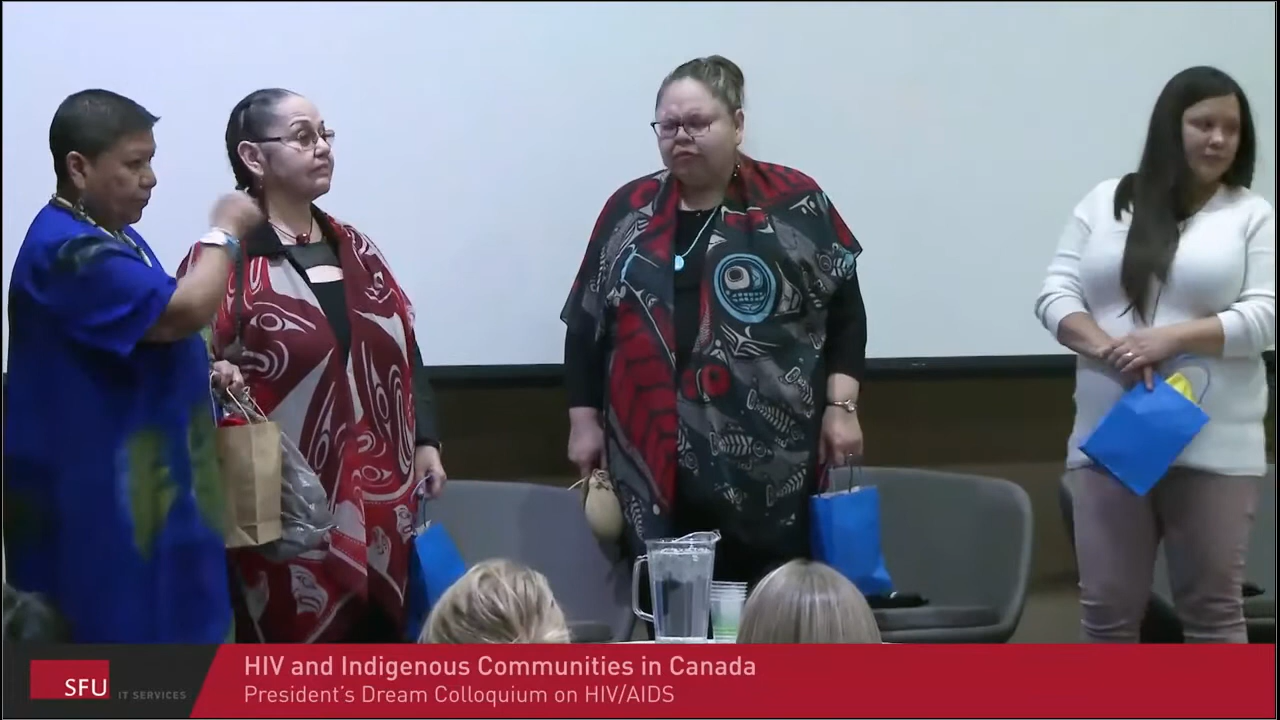 HIV and Indigenous Communities in Canada
President's Dream Colloquium on HIV/AIDS
SFU IT SERVICES